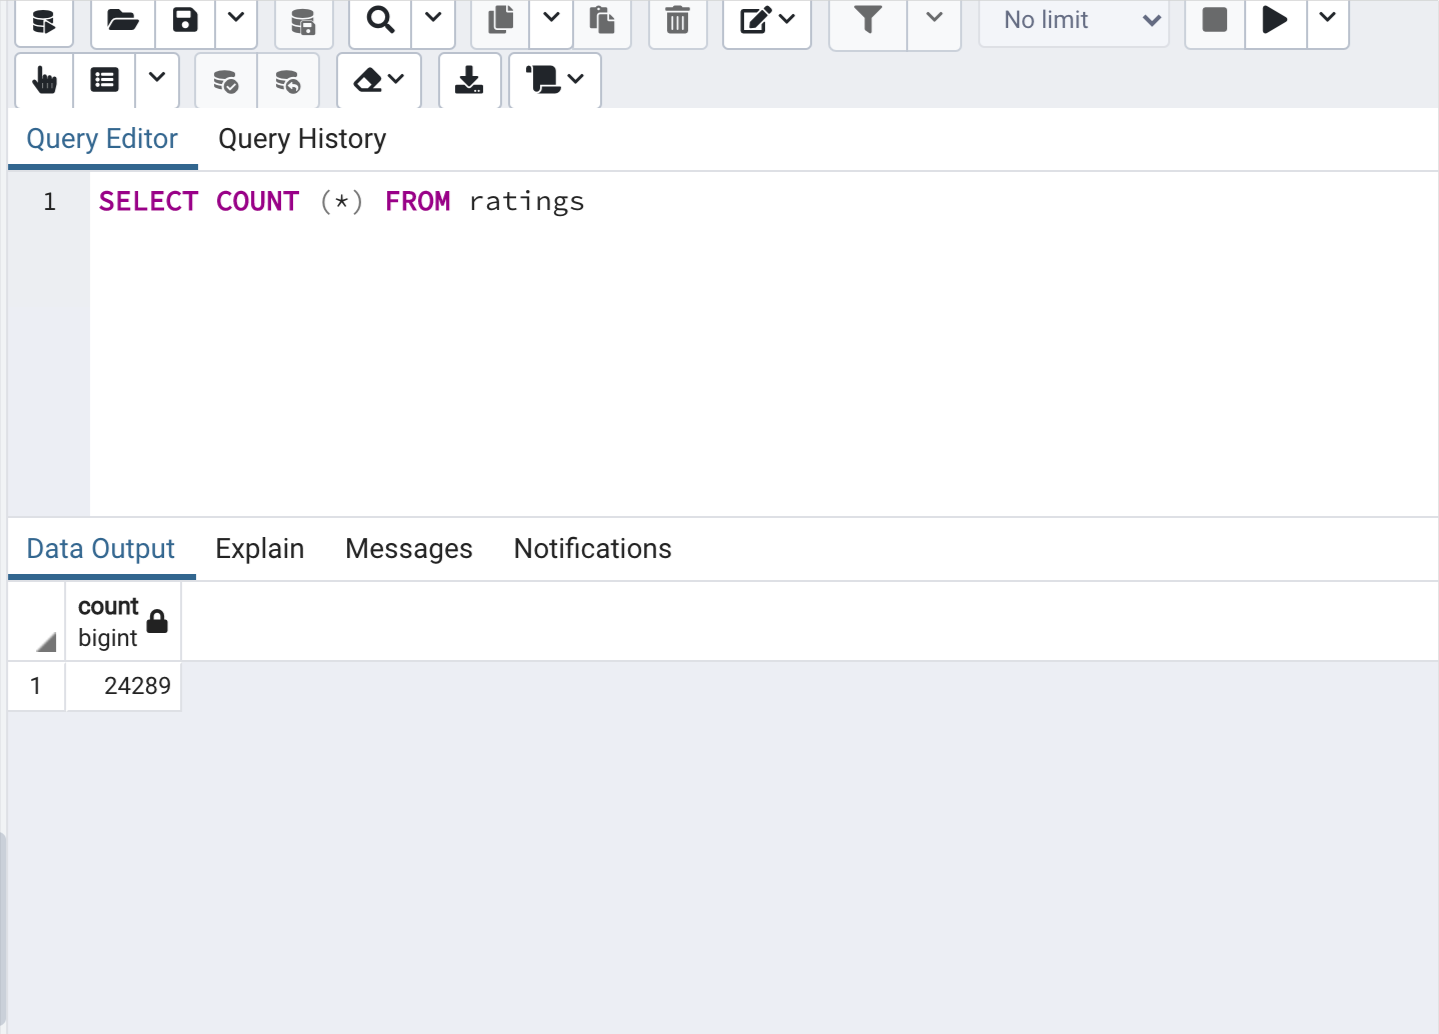 No limit
Query Editor Query History
1 SELECT COUNT (*) FROM ratings
Data Output Explain Messages Notifications
count
bigint
1 24289